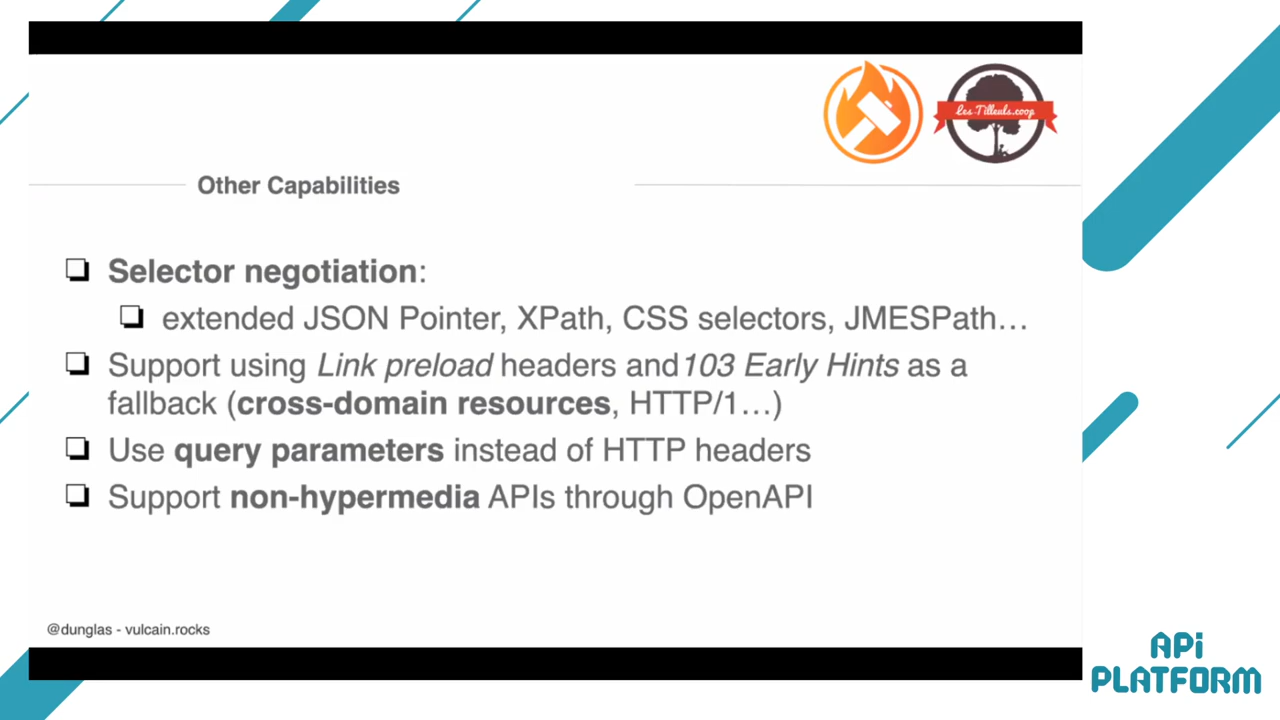 Les-Tilleuls.coop
Other Capabilities
❏ Selector negotiation:
❏ extended JSON Pointer, XPath, CSS selectors, JMESPath…
❏ Support using Link preload headers and103 Early Hints as a
fallback (cross-domain resources, HTTP/1…)
❏ Use query parameters instead of HTTP headers
❏ Support non-hypermedia APIs through OpenAPI
@dunglas - vulcain.rocks
APi
PLATFORM